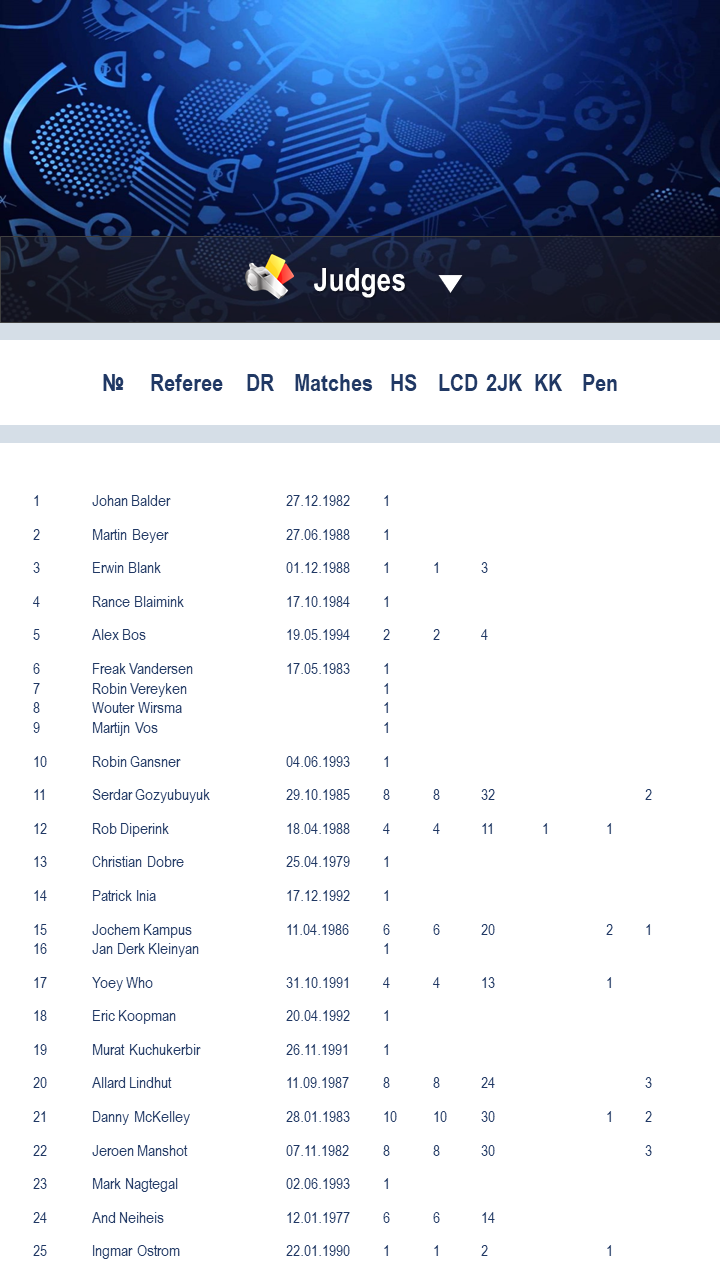 Judges
№ Referee DR Matches HS LCD 2JK KK Pen
1 Johan Balder 27.12.1982 1
2 Martin Beyer 27.06.1988 1
3 Erwin Blank 01.12.1988 1 1 3
4 Rance Blaimink 17.10.1984 1
5 Alex Bos 19.05.1994 2 2 4
6 Freak Vandersen 17.05.1983 1
7 Robin Vereyken 1
8 Wouter Wirsma 1
9 Martijn Vos 1
10 Robin Gansner 04.06.1993 1
11 Serdar Gozyubuyuk 29.10.1985 8 8 32 2
12 Rob Diperink 18.04.1988 4 4 11 1 1
13 Christian Dobre 25.04.1979 1
14 Patrick Inia 17.12.1992 1
15 Jochem Kampus 11.04.1986 6 6 20 2 1
16 Jan Derk Kleinyan 1
17 Yoey Who 31.10.1991 4 4 13 1
18 Eric Koopman 20.04.1992 1
19 Murat Kuchukerbir 26.11.1991 1
20 Allard Lindhut 11.09.1987 8 8 24 3
21 Danny McKelley 28.01.1983 10 10 30 1 2
22 Jeroen Manshot 07.11.1982 8 8 30 3
23 Mark Nagtegal 02.06.1993 1
24 And Neiheis 12.01.1977 6 6 14
25 Ingmar Ostrom 22.01.1990 1 1 2 1